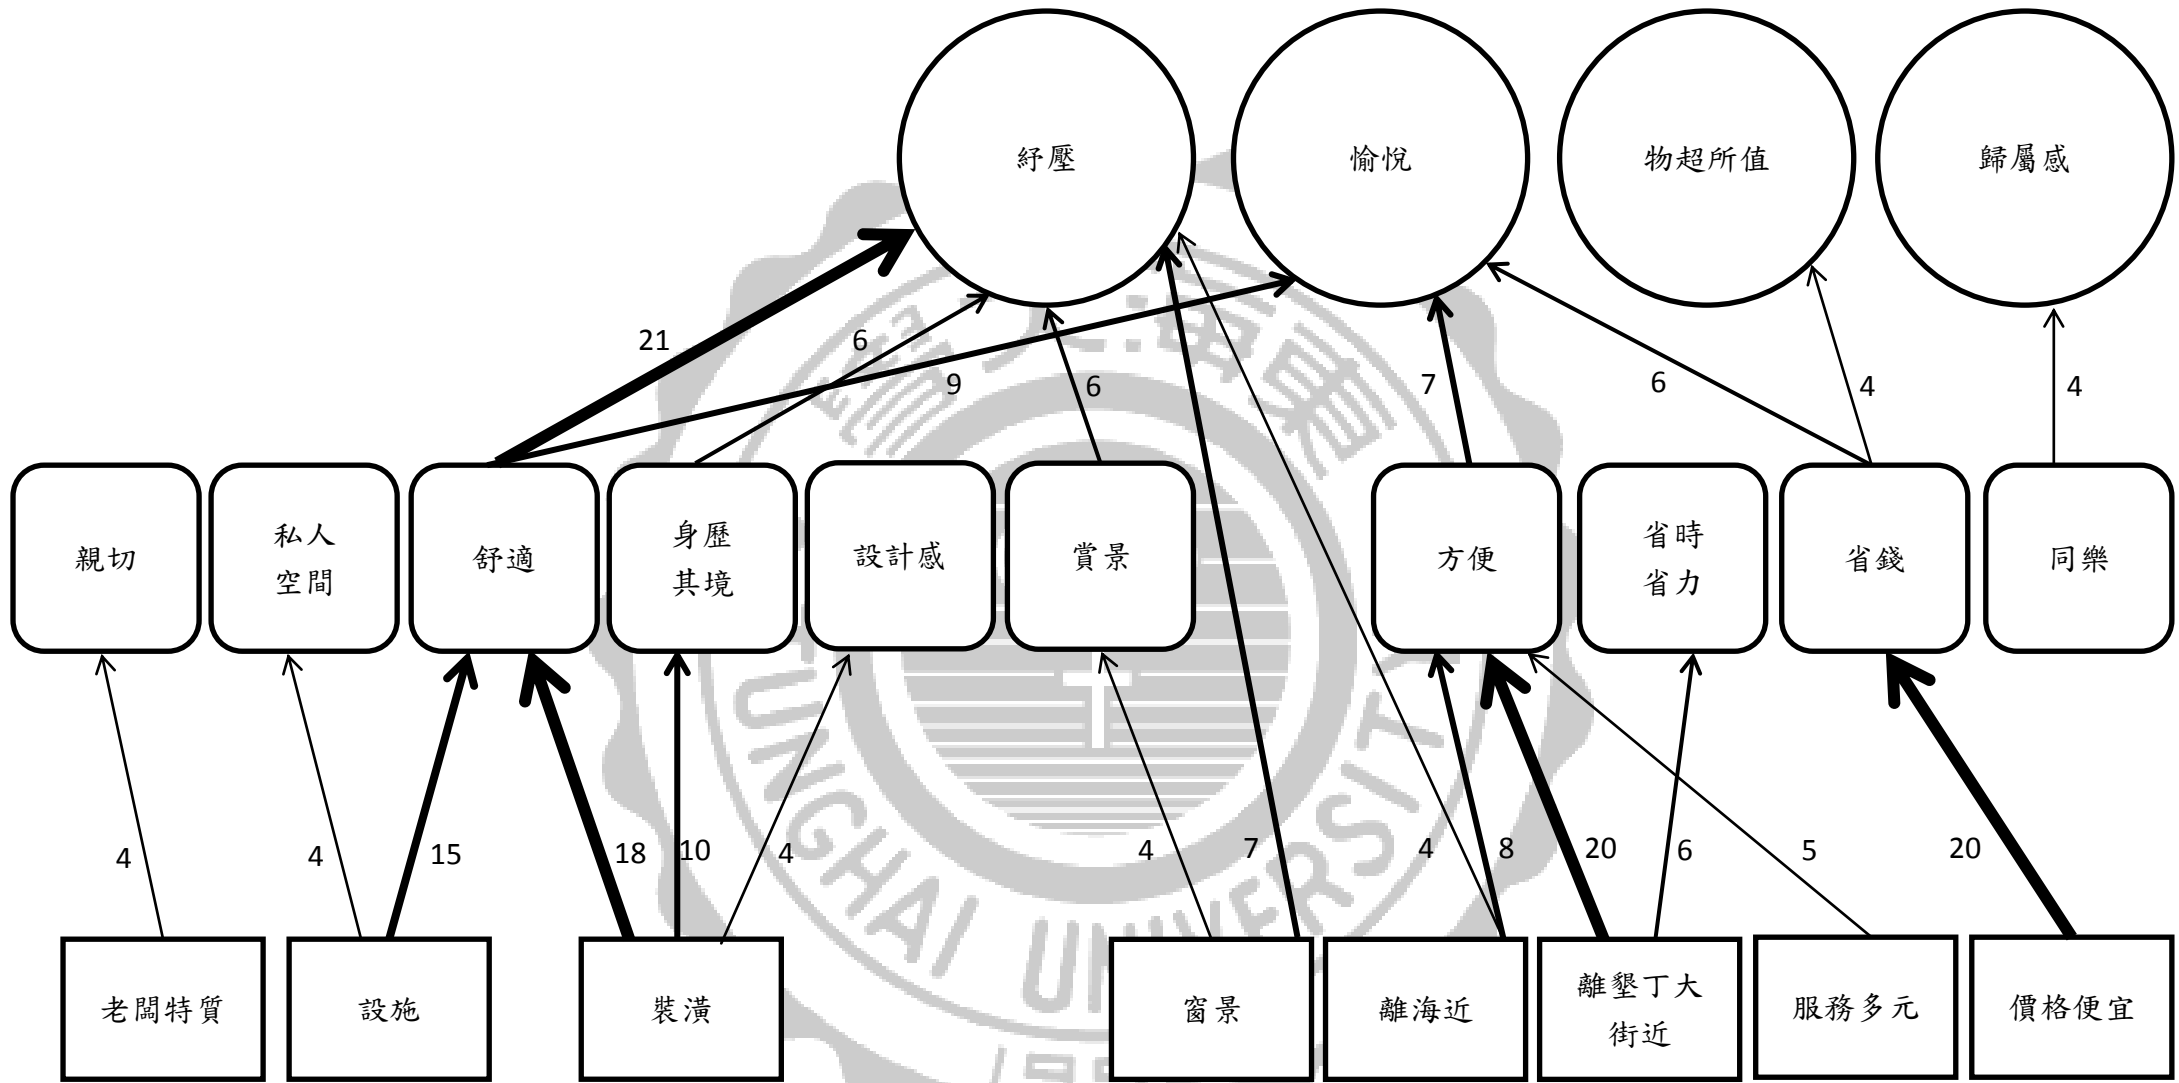 紓壓
愉悅
物超所值
歸屬感
21
6
9
6
7
6
4
4
親切
私人
空間
舒適
身歷
其境
設計感
賞景
方便
省時
省力
省錢
同樂
4
4
15
18
10
4
4
7
4
8
20
6
5
20
老闆特質
設施
裝潢
窗景
離海近
離墾丁大
街近
服務多元
價格便宜
UNGHAI UNIVERSITY